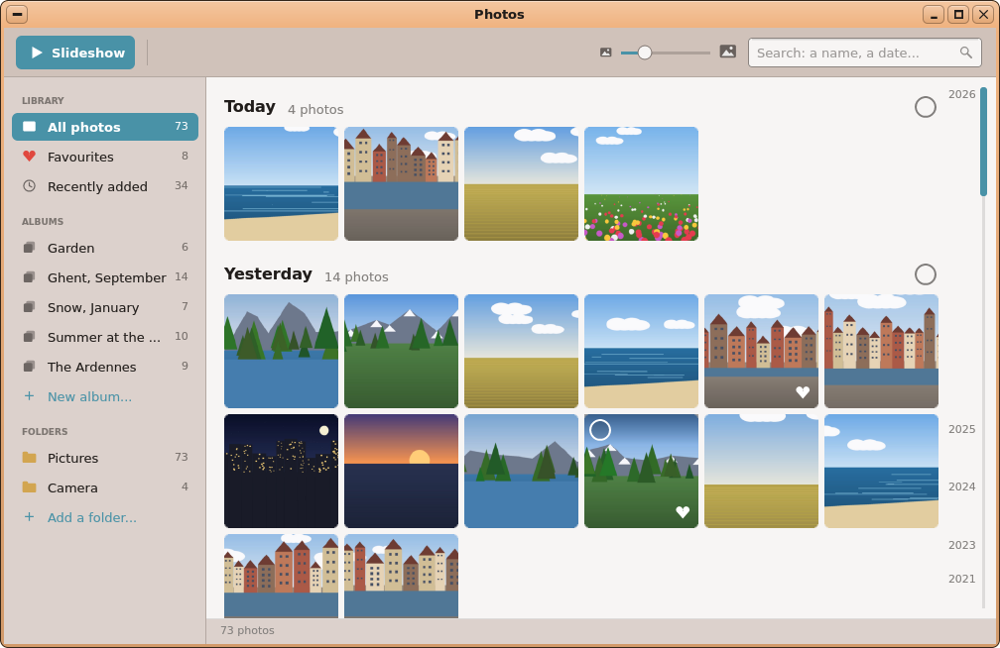 Photos
Slideshow
Search: a name, a date...
LIBRARY
All photos 73
Favourites 8
Recently added 34
ALBUMS
Garden 6
Ghent, September 14
Snow, January 7
Summer at the ... 10
The Ardennes 9
+ New album...
FOLDERS
Pictures 73
Camera 4
+ Add a folder...
Today 4 photos
Yesterday 14 photos
2026
2025
2024
2023
2021
73 photos